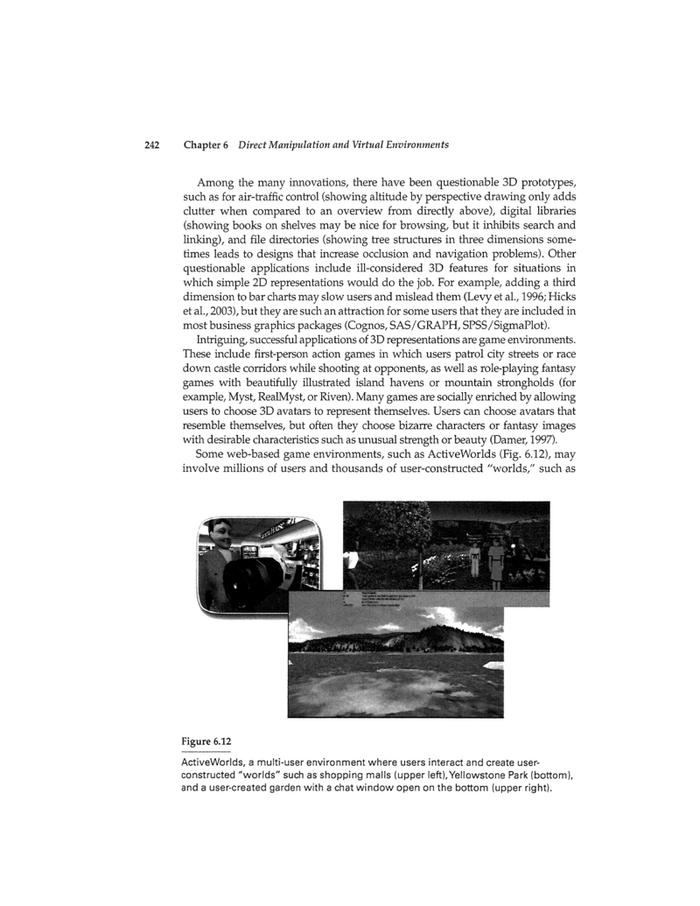 242 Chapter 6 Direct Manipulation and Virtual Environments
Among the many innovations, there have been questionable 3D prototypes,
such as for air-traffic control (showing altitude by perspective drawing only adds
clutter when compared to an overview from directly above), digital libraries
(showing books on shelves may be nice for browsing, but it inhibits search and
linking), and file directories (showing tree structures in three dimensions some-
times leads to designs that increase occlusion and navigation problems). Other
questionable applications include ill-considered 3D features for situations in
which simple 2D representations would do the job. For example, adding a third
dimension to bar charts may slow users and mislead them (Levy et al., 1996; Hicks
et al., 2003), but they are such an attraction for some users that they are included in
most business graphics packages (Cognos, SAS/GRAPH, SPSS/SigmaPlot).
Intriguing, successful applications of 3D representations are game environments.
These include first-person action games in which users patrol city streets or race
down castle corridors while shooting at opponents, as well as role-playing fantasy
games with beautifully illustrated island havens or mountain strongholds (for
example, Myst, RealMyst, or Riven). Many games are socially enriched by allowing
users to choose 3D avatars to represent themselves. Users can choose avatars that
resemble themselves, but often they choose bizarre characters or fantasy images
with desirable characteristics such as unusual strength or beauty (Damer, 1997).
Some web-based game environments, such as ActiveWorlds (Fig. 6.12), may
involve millions of users and thousands of user-constructed "worlds," such as
Figure 6.12
ActiveWorlds, a multi-user environment where users interact and create user-
constructed "worlds" such as shopping malls (upper left), Yellowstone Park (bottom),
and a user-created garden with a chat window open on the bottom (upper right).